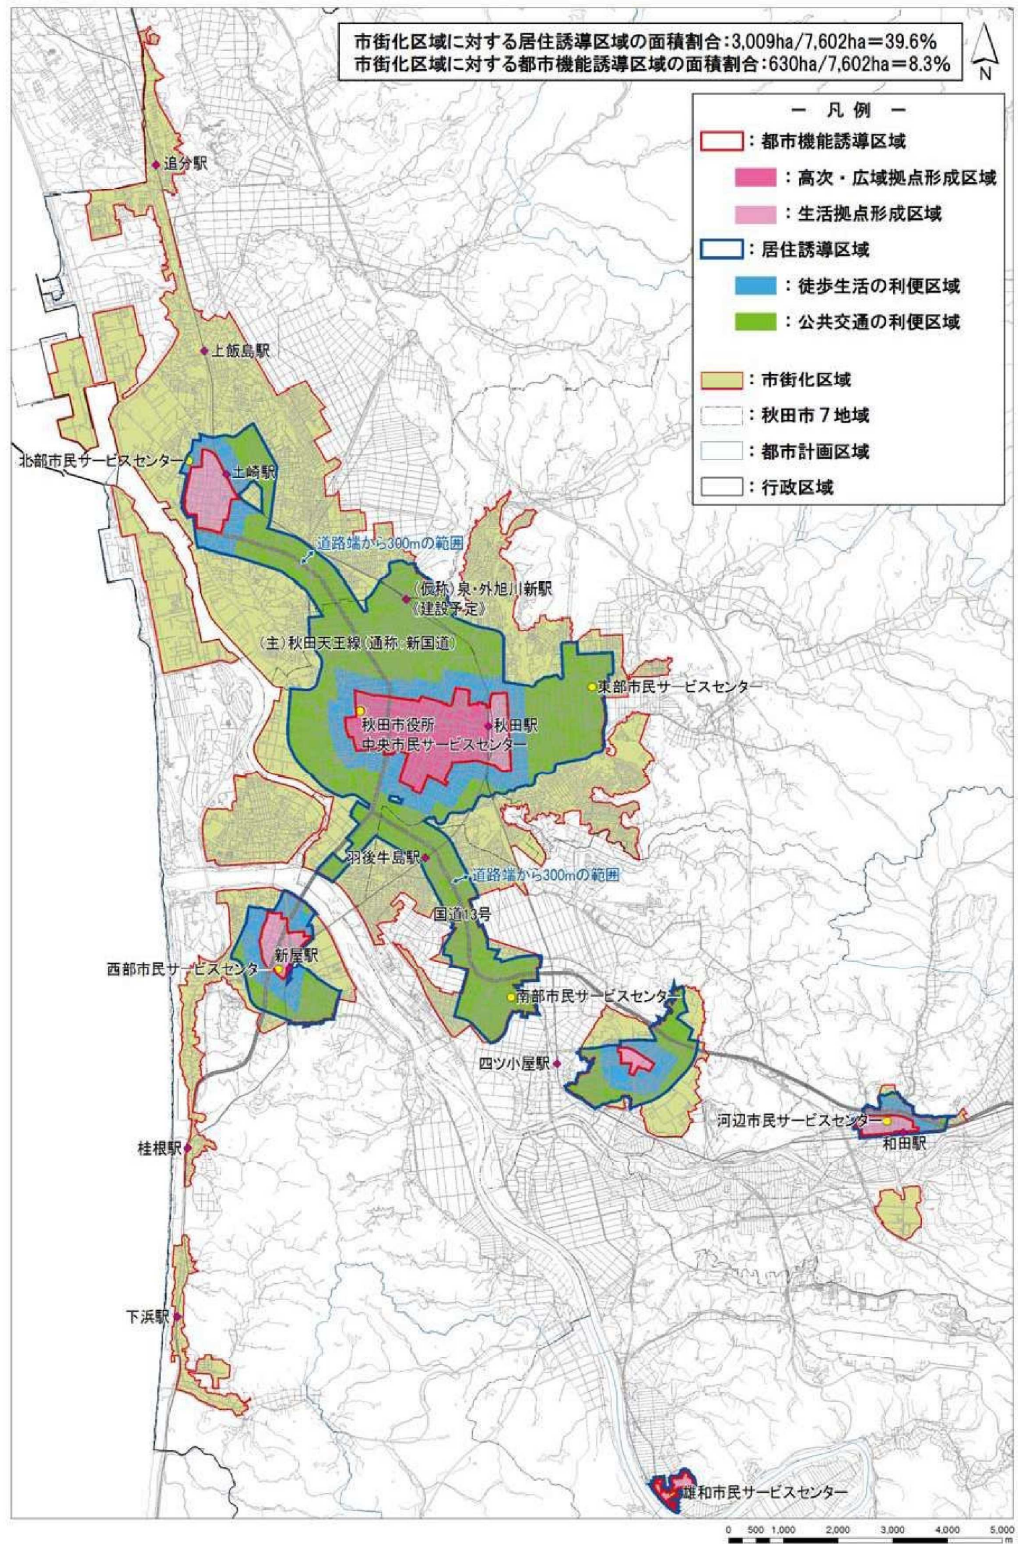 市街化区域に対する居住誘導区域の面積割合:3,009ha/7,602ha=39.6%
市街化区域に対する都市機能誘導区域の面積割合:630ha/7,602ha=8.3%
N
― 凡 例 ―
:都市機能誘導区域
:高次・広域拠点形成区域
:生活拠点形成区域
:居住誘導区域
:徒歩生活の利便区域
:公共交通の利便区域
:市街化区域
:秋田市7地域
:都市計画区域
:行政区域
追分駅
上飯島駅
北部市民サービスセンター
土崎駅
道路端から300mの範囲
(仮称)泉・外旭川新駅
《建設予定》
(主)秋田天王線(通称:新国道)
東部市民サービスセンター
秋田市役所
中央市民サービスセンター
秋田駅
羽後牛島駅
道路端から300mの範囲
国道13号
新屋駅
西部市民サービスセンタ
南部市民サービスセンター
四ツ小屋駅
河辺市民サービスセンター
和田駅
桂根駅
下浜駅
雄和市民サービスセンター
0 500 1,000 2,000 3,000 4,000 5,000
m